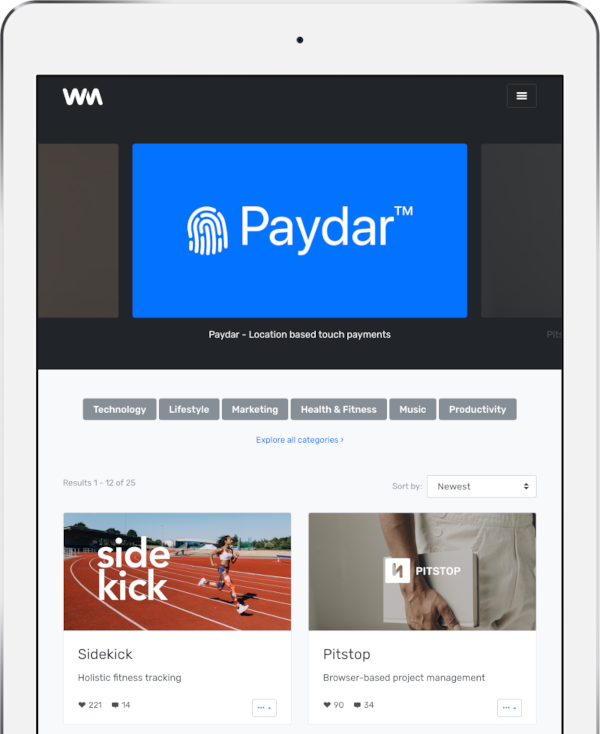 WM
Paydar™
Paydar - Location based touch payments
Technology Lifestyle Marketing Health & Fitness Music Productivity
Explore all categories ›
Results 1 - 12 of 25
Sort by: Newest
side
kick
PITSTOP
Sidekick
Pitstop
Holistic fitness tracking
Browser-based project management
221 14
90 34